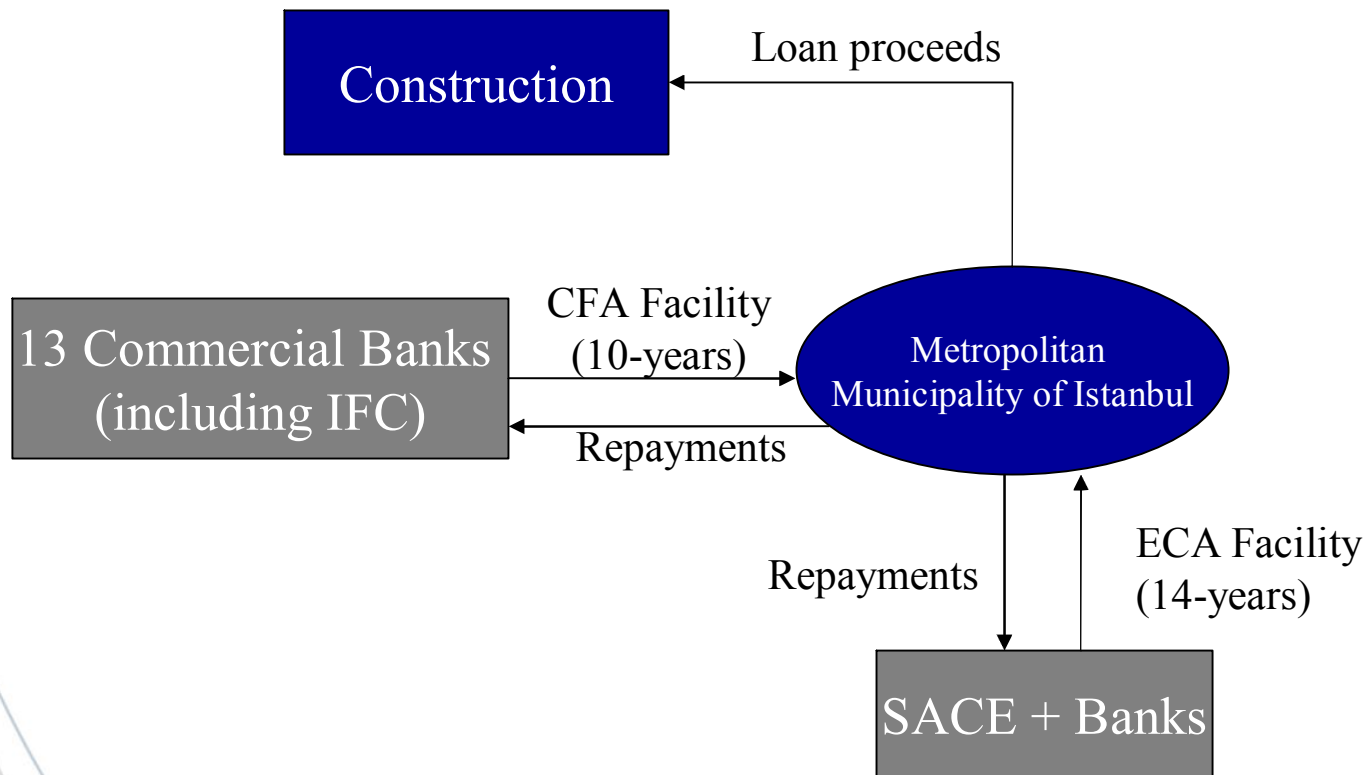 Loan proceeds
Construction
CFA Facility
(10-years)
13 Commercial Banks
(including IFC)
Metropolitan
Municipality of Istanbul
Repayments
Repayments
ECA Facility
(14-years)
SACE + Banks